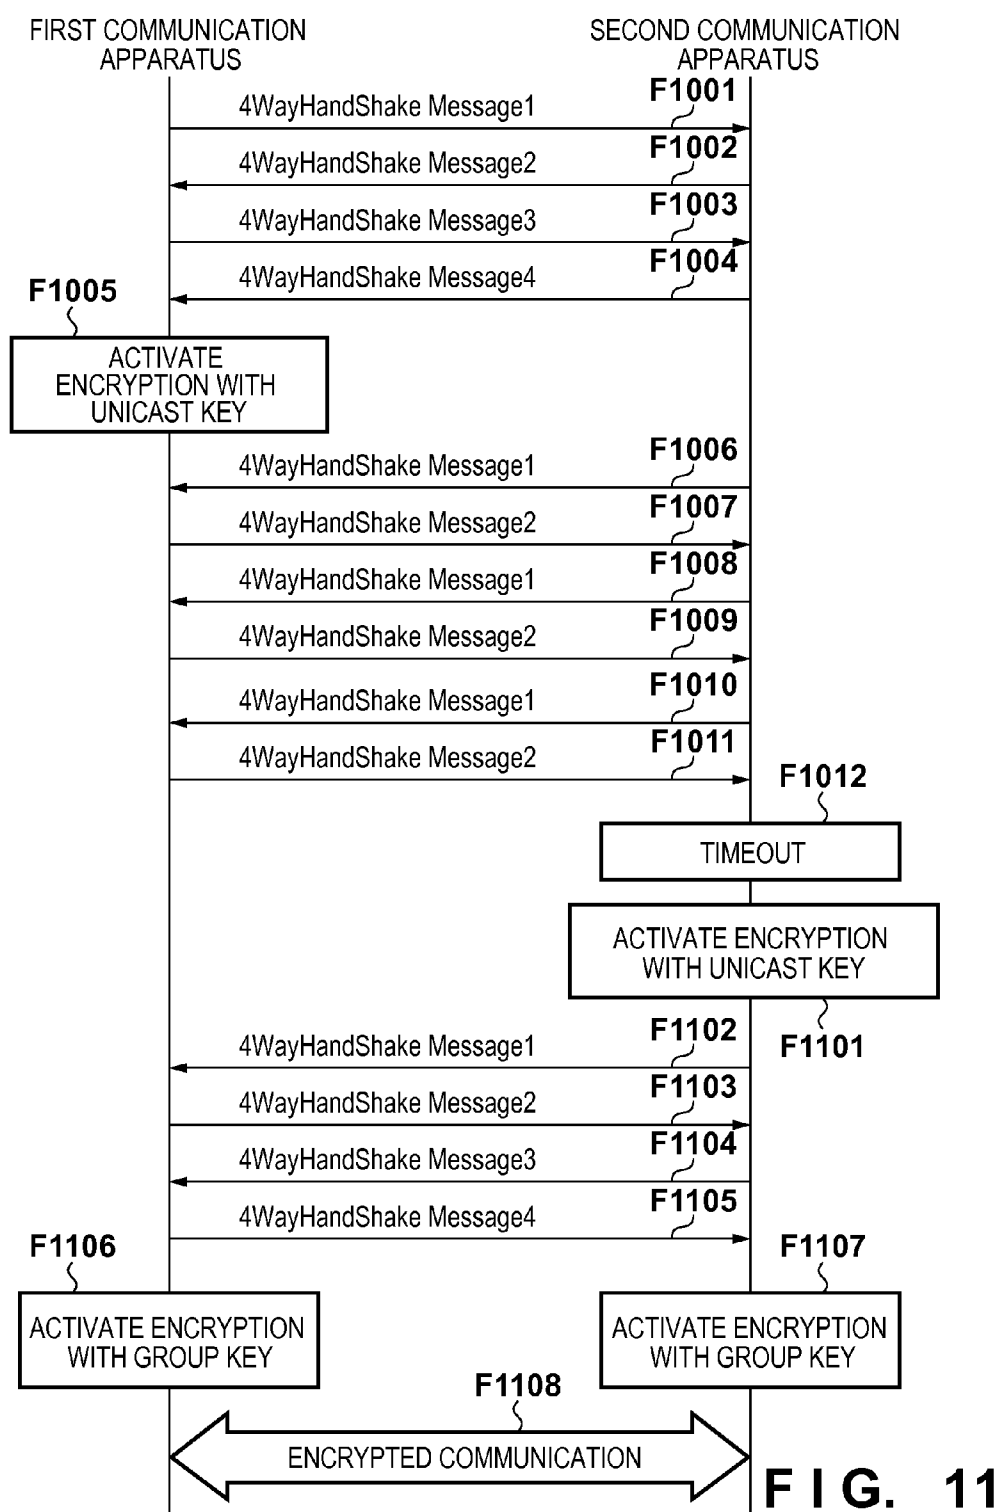 FIRST COMMUNICATION
APPARATUS
SECOND COMMUNICATION
APPARATUS
4WayHandShake Message1
F1001
4WayHandShake Message2
F1002
4WayHandShake Message3
F1003
4WayHandShake Message4
F1004
F1005
ACTIVATE
ENCRYPTION WITH
UNICAST KEY
4WayHandShake Message1
F1006
4WayHandShake Message2
F1007
4WayHandShake Message1
F1008
4WayHandShake Message2
F1009
4WayHandShake Message1
F1010
4WayHandShake Message2
F1011
F1012
TIMEOUT
ACTIVATE ENCRYPTION
WITH UNICAST KEY
F1101
4WayHandShake Message1
F1102
4WayHandShake Message2
F1103
4WayHandShake Message3
F1104
4WayHandShake Message4
F1105
F1106
F1107
ACTIVATE ENCRYPTION
WITH GROUP KEY
ACTIVATE ENCRYPTION
WITH GROUP KEY
F1108
ENCRYPTED COMMUNICATION
FIG. 11